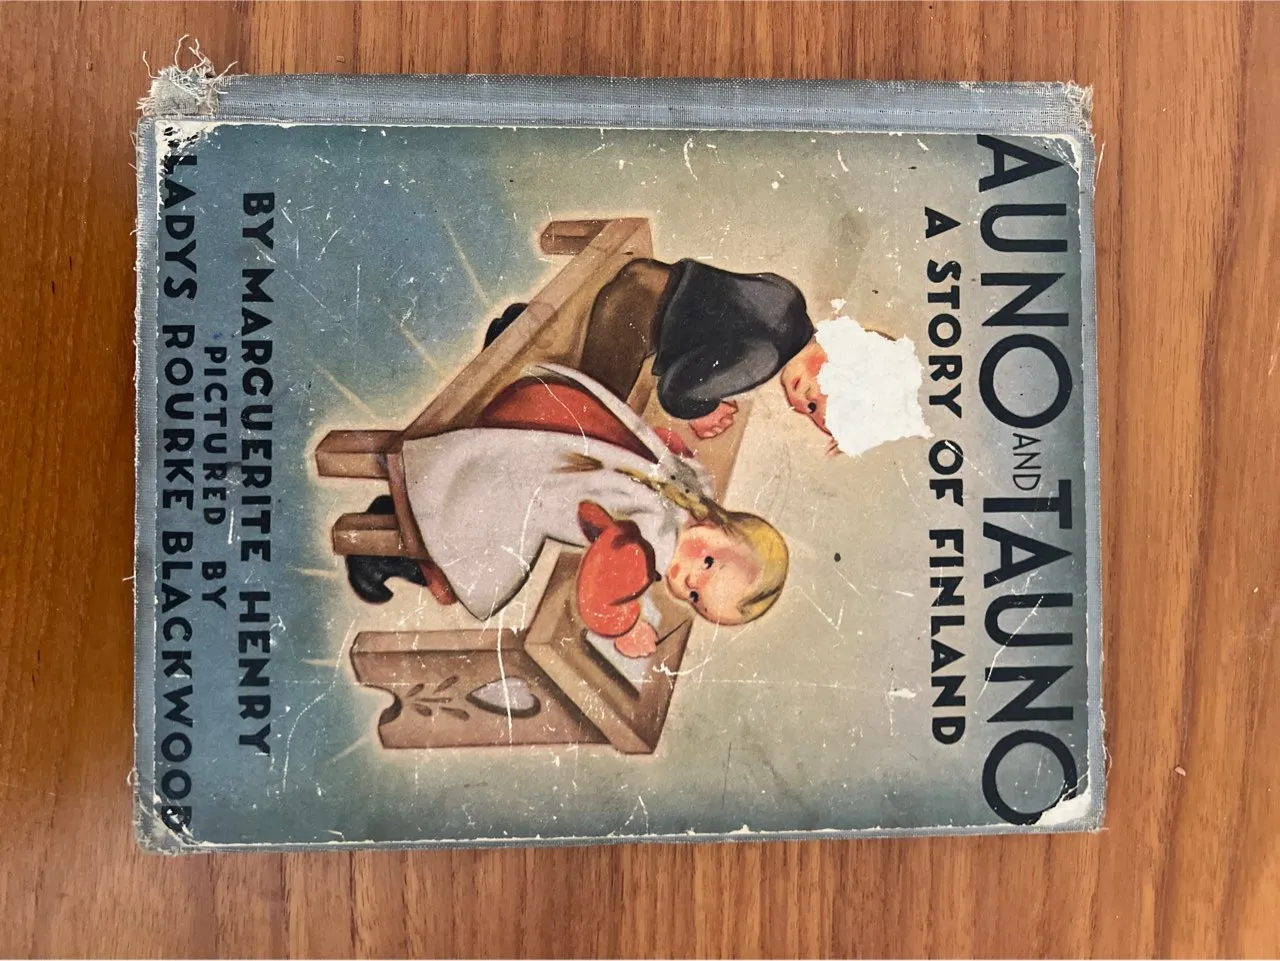 AUNO AND TAUNO
A STORY OF FINLAND
BY MARGUERITE HENRY
PICTURED BY
LADYS ROURKE BLACKWOOD